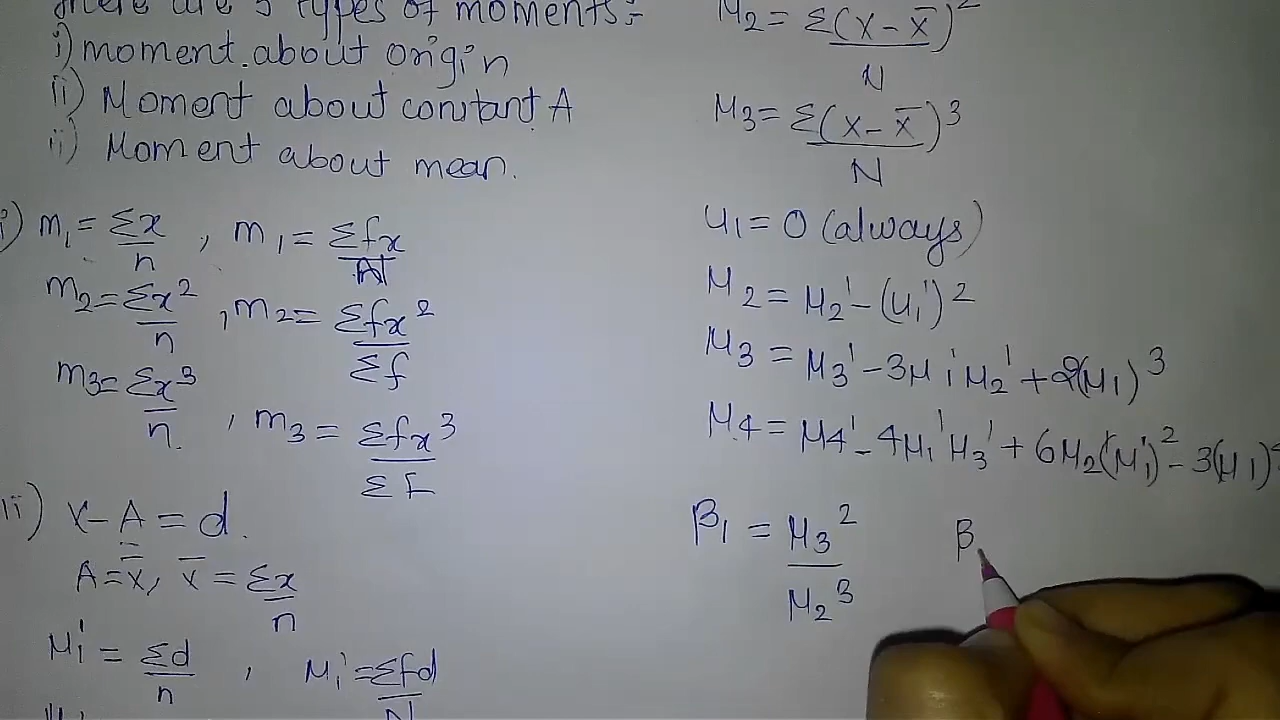 there are 3 types of moments:-
i) moment about origin
ii) Moment about constant A
ii) Moment about mean.
i) m₁ = Σx/n , m₁ = Σfx/N
m₂ = Σx²/n , m₂ = Σfx²/Σf
m₃ = Σx³/n , m₃ = Σfx³/Σf
ii) X-A = d.
A = x̄, x̄ = Σx/n
μ₁' = Σd/n , μ₁' = Σfd/N
μ₂ = Σ(X-X̄)²/N
μ₃ = Σ(X-X̄)³/N
μ₁ = 0 (always)
μ₂ = μ₂' - (μ₁')²
μ₃ = μ₃' - 3μ₁'μ₂' + 2(μ₁)³
μ₄ = μ₄' - 4μ₁'μ₃' + 6μ₂'(μ₁')² - 3(μ₁)
β₁ = μ₃²/μ₂³ β